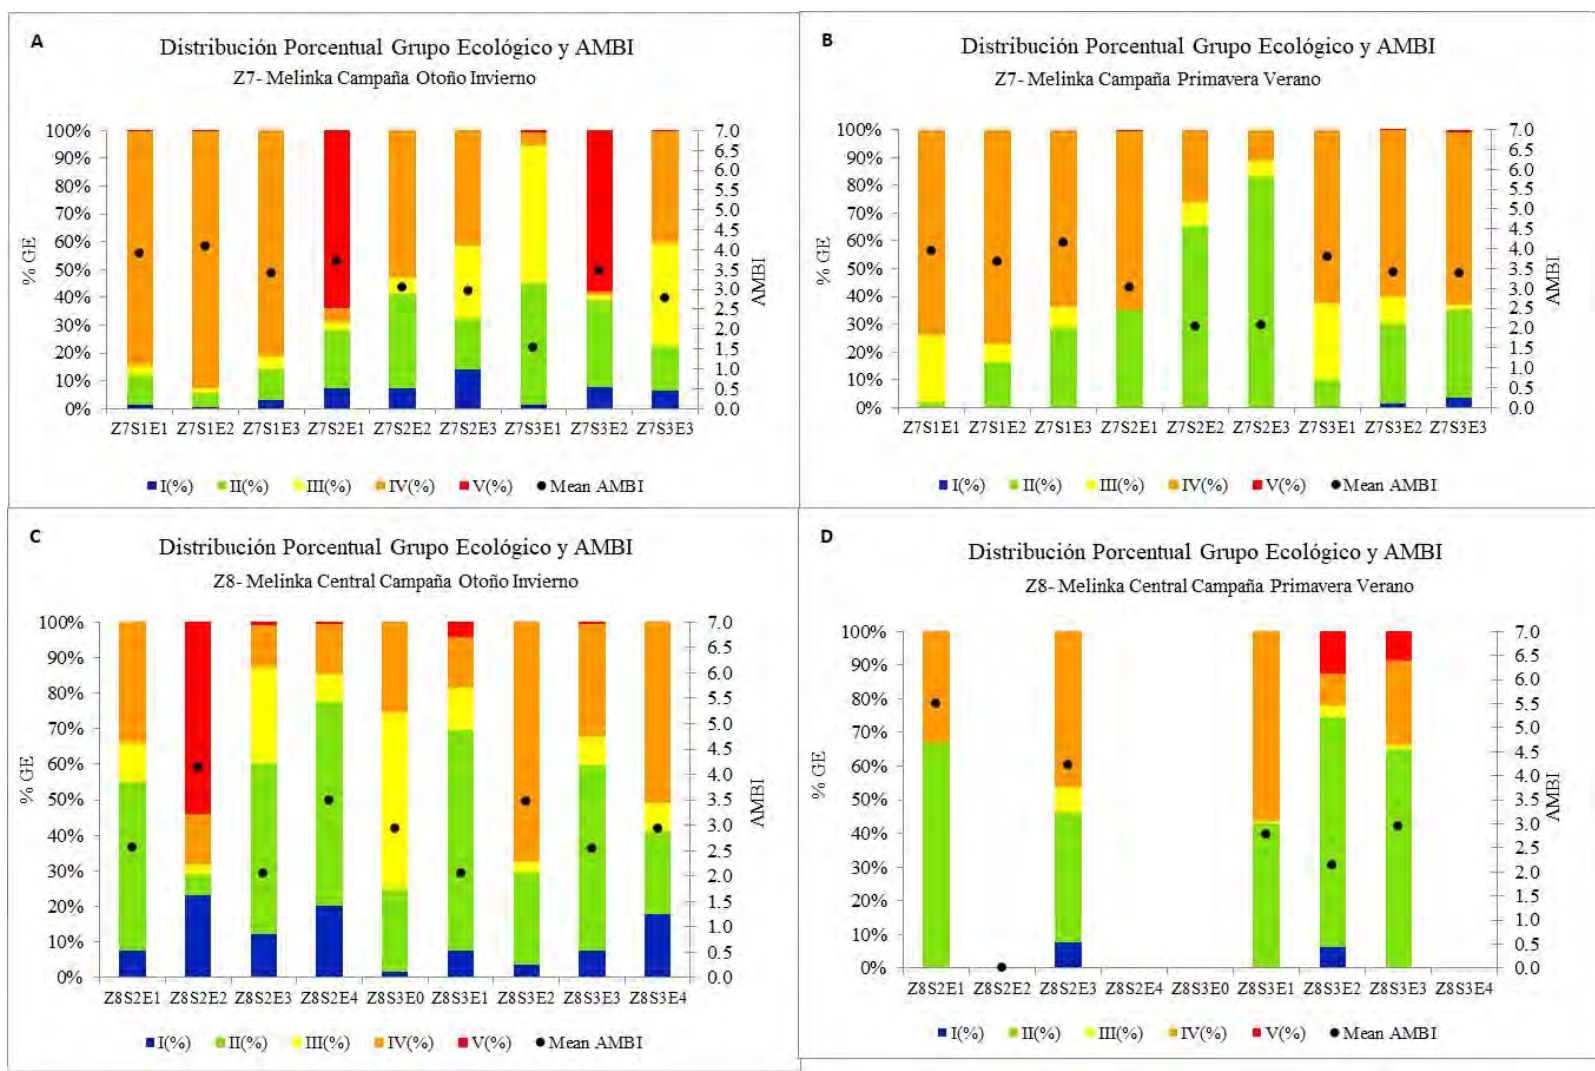 A
Distribución Porcentual Grupo Ecológico y AMBI
Z7- Melinka Campaña Otoño Invierno
100% 7.0
90% 6.5
80% 6.0
70% 5.5
60% 5.0
50% 4.5
40% 4.0
30% 3.5
20% 3.0
10% 2.5
0% 2.0
1.5
1.0
0.5
0.0
% GE
AMBI
Z7S1E1 Z7S1E2 Z7S1E3 Z7S2E1 Z7S2E2 Z7S2E3 Z7S3E1 Z7S3E2 Z7S3E3
I(%) II(%) III(%) IV(%) V(%) Mean AMBI
B
Distribución Porcentual Grupo Ecológico y AMBI
Z7- Melinka Campaña Primavera Verano
100% 7.0
90% 6.5
80% 6.0
70% 5.5
60% 5.0
50% 4.5
40% 4.0
30% 3.5
20% 3.0
10% 2.5
0% 2.0
1.5
1.0
0.5
0.0
% GE
AMBI
Z7S1E1 Z7S1E2 Z7S1E3 Z7S2E1 Z7S2E2 Z7S2E3 Z7S3E1 Z7S3E2 Z7S3E3
I(%) II(%) III(%) IV(%) V(%) Mean AMBI
C
Distribución Porcentual Grupo Ecológico y AMBI
Z8- Melinka Central Campaña Otoño Invierno
100% 7.0
90% 6.5
80% 6.0
70% 5.5
60% 5.0
50% 4.5
40% 4.0
30% 3.5
20% 3.0
10% 2.5
0% 2.0
1.5
1.0
0.5
0.0
% GE
AMBI
Z8S2E1 Z8S2E2 Z8S2E3 Z8S2E4 Z8S3E0 Z8S3E1 Z8S3E2 Z8S3E3 Z8S3E4
I(%) II(%) III(%) IV(%) V(%) Mean AMBI
D
Distribución Porcentual Grupo Ecológico y AMBI
Z8- Melinka Central Campaña Primavera Verano
100% 7.0
90% 6.5
80% 6.0
70% 5.5
60% 5.0
50% 4.5
40% 4.0
30% 3.5
20% 3.0
10% 2.5
0% 2.0
1.5
1.0
0.5
0.0
% GE
AMBI
Z8S2E1 Z8S2E2 Z8S2E3 Z8S2E4 Z8S3E0 Z8S3E1 Z8S3E2 Z8S3E3 Z8S3E4
I(%) II(%) III(%) IV(%) V(%) Mean AMBI